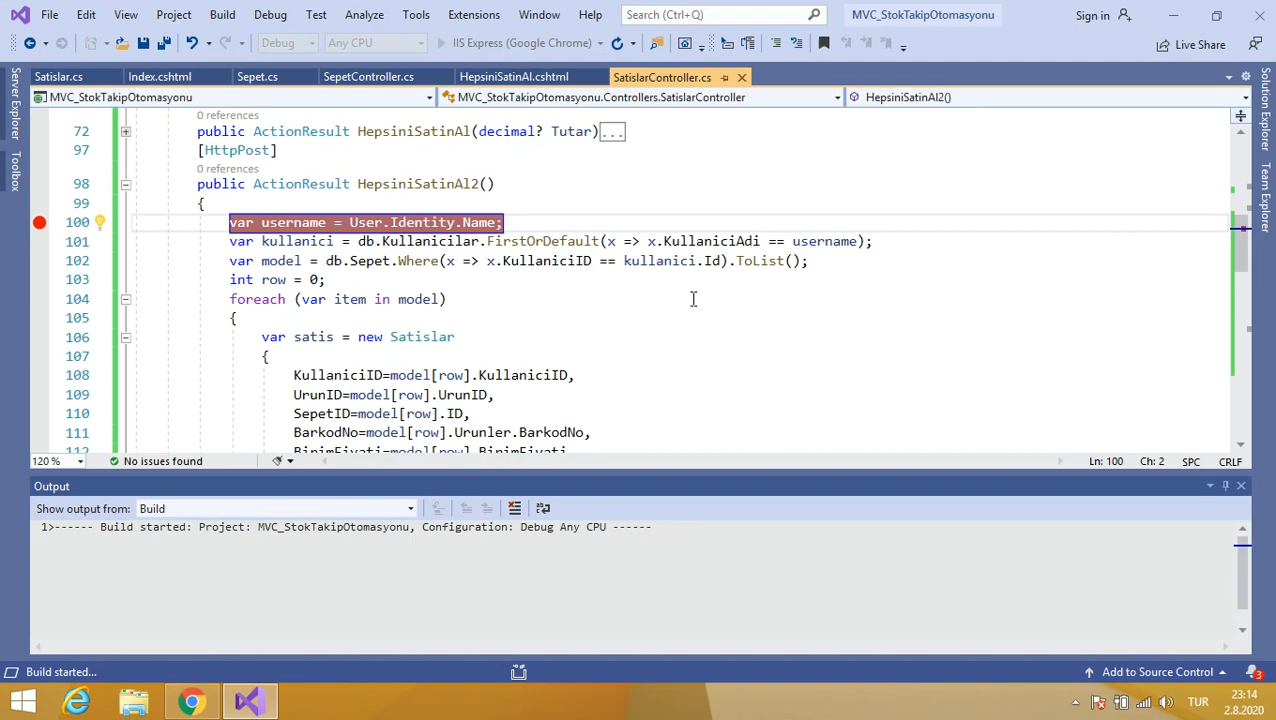 File Edit View Project Build Debug Test Analyze Tools Extensions Window Help Search (Ctrl+Q) MVC_StokTakipOtomasyonu Sign in
Debug Any CPU IIS Express (Google Chrome) Live Share
Satislar.cs Index.cshtml Sepet.cs SepetController.cs HepsiniSatinAl.cshtml SatislarController.cs
MVC_StokTakipOtomasyonu MVC_StokTakipOtomasyonu.Controllers.SatislarController HepsiniSatinAl2()
Server Explorer
Toolbox
Solution Explorer
Team Explorer
0 references
72 public ActionResult HepsiniSatinAl(decimal? Tutar)...
97 [HttpPost]
0 references
98 public ActionResult HepsiniSatinAl2()
99 {
100 var username = User.Identity.Name;
101 var kullanici = db.Kullanicilar.FirstOrDefault(x => x.KullaniciAdi == username);
102 var model = db.Sepet.Where(x => x.KullaniciID == kullanici.Id).ToList();
103 int row = 0;
104 foreach (var item in model)
105 {
106 var satis = new Satislar
107 {
108 KullaniciID=model[row].KullaniciID,
109 UrunID=model[row].UrunID,
110 SepetID=model[row].ID,
111 BarkodNo=model[row].Urunler.BarkodNo,
112 BirimFiyati=model[row].BirimFiyati,
120 % No issues found Ln: 100 Ch: 2 SPC CRLF
Output
Show output from: Build
1>------ Build started: Project: MVC_StokTakipOtomasyonu, Configuration: Debug Any CPU ------
Build started... Add to Source Control 3
TUR 23:14
2.8.2020